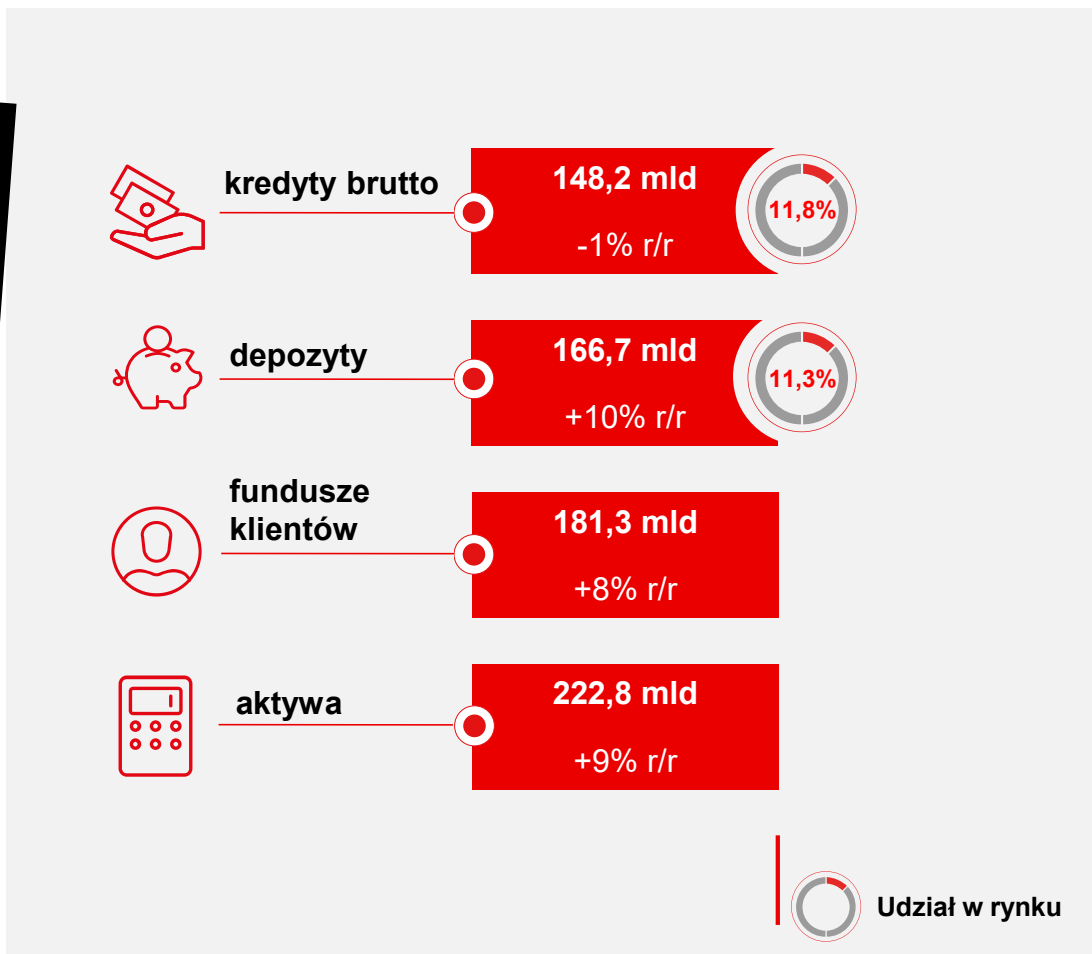 kredyty brutto
148,2 mld
-1% r/r
11,8%
depozyty
166,7 mld
+10% r/r
11,3%
fundusze
klientów
181,3 mld
+8% r/r
aktywa
222,8 mld
+9% r/r
Udział w rynku